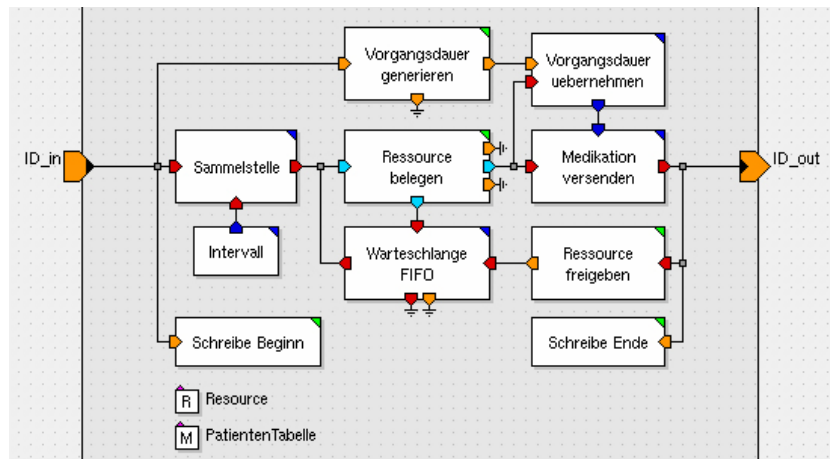 Vorgangsdauer
generieren
Vorgangsdauer
uebernehmen
ID_in
Sammelstelle
Ressource
belegen
Medikation
versenden
ID_out
Intervall
Warteschlange
FIFO
Ressource
freigeben
Schreibe Beginn
Schreibe Ende
R Resource
M PatientenTabelle